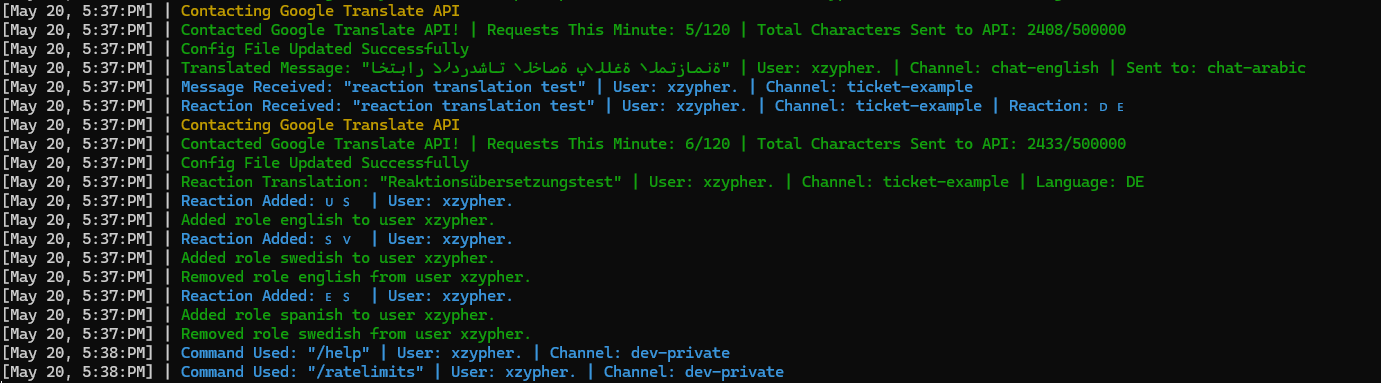 [May 20, 5:37:PM] | Contacting Google Translate API
[May 20, 5:37:PM] | Contacted Google Translate API! | Requests This Minute: 5/120 | Total Characters Sent to API: 2408/500000
[May 20, 5:37:PM] | Config File Updated Successfully
[May 20, 5:37:PM] | Translated Message: "اختبار الدردشات الخاصة باللغة المتزامنة" | User: xzypher. | Channel: chat-english | Sent to: chat-arabic
[May 20, 5:37:PM] | Message Received: "reaction translation test" | User: xzypher. | Channel: ticket-example
[May 20, 5:37:PM] | Reaction Received: "reaction translation test" | User: xzypher. | Channel: ticket-example | Reaction: D E
[May 20, 5:37:PM] | Contacting Google Translate API
[May 20, 5:37:PM] | Contacted Google Translate API! | Requests This Minute: 6/120 | Total Characters Sent to API: 2433/500000
[May 20, 5:37:PM] | Config File Updated Successfully
[May 20, 5:37:PM] | Reaction Translation: "Reaktionsübersetzungstest" | User: xzypher. | Channel: ticket-example | Language: DE
[May 20, 5:37:PM] | Reaction Added: U S | User: xzypher.
[May 20, 5:37:PM] | Added role english to user xzypher.
[May 20, 5:37:PM] | Reaction Added: S V | User: xzypher.
[May 20, 5:37:PM] | Added role swedish to user xzypher.
[May 20, 5:37:PM] | Removed role english from user xzypher.
[May 20, 5:37:PM] | Reaction Added: E S | User: xzypher.
[May 20, 5:37:PM] | Added role spanish to user xzypher.
[May 20, 5:37:PM] | Removed role swedish from user xzypher.
[May 20, 5:38:PM] | Command Used: "/help" | User: xzypher. | Channel: dev-private
[May 20, 5:38:PM] | Command Used: "/ratelimits" | User: xzypher. | Channel: dev-private